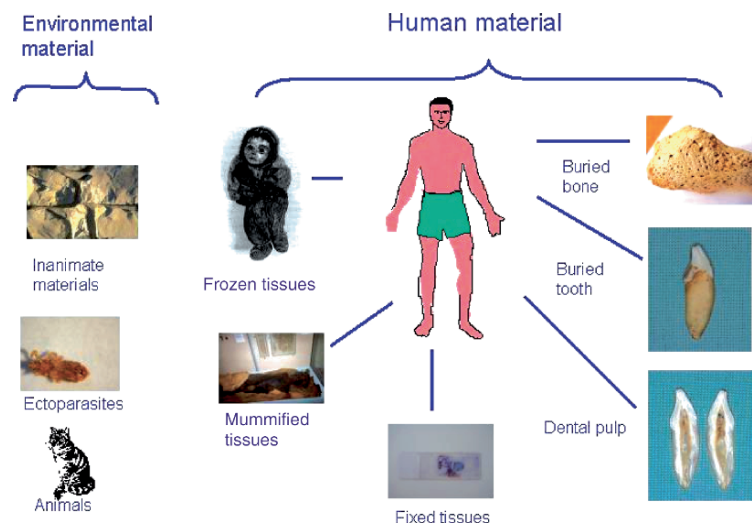 Environmental
material
Human material
Inanimate
materials
Ectoparasites
Animals
Frozen tissues
Mummified
tissues
Fixed tissues
Buried
bone
Buried
tooth
Dental pulp